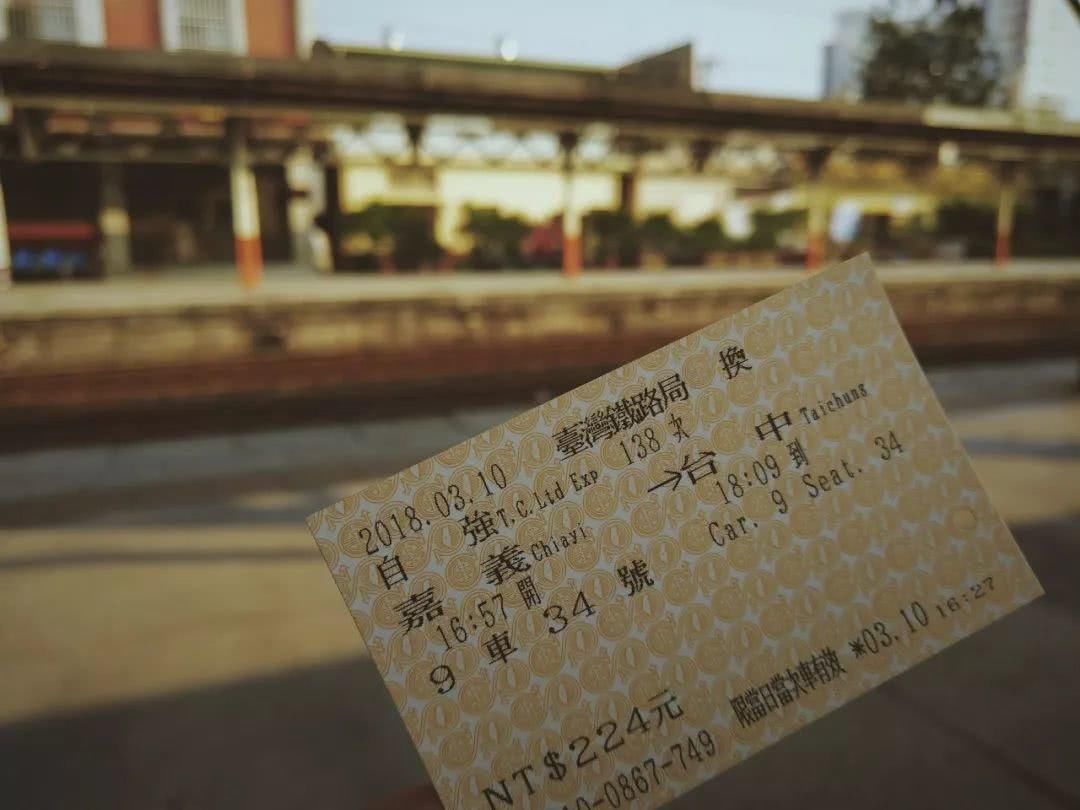 臺灣鐵路局 換
2018.03.10
自強 T.C.Ltd Exp 138 次
嘉義 Chiayi → 台中 Taichung
16:57 開 18:09 到
9 車 34 號 Car. 9 Seat. 34
NT$224元
限當日當次車有效 *03.10 16:27
10-0867-749